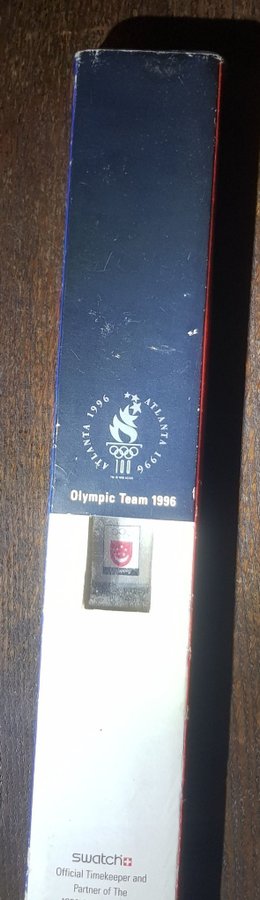 ATLANTA 1996
ATLANTA 1996
Olympic Team 1996
swatch
Official Timekeeper and
Partner of The